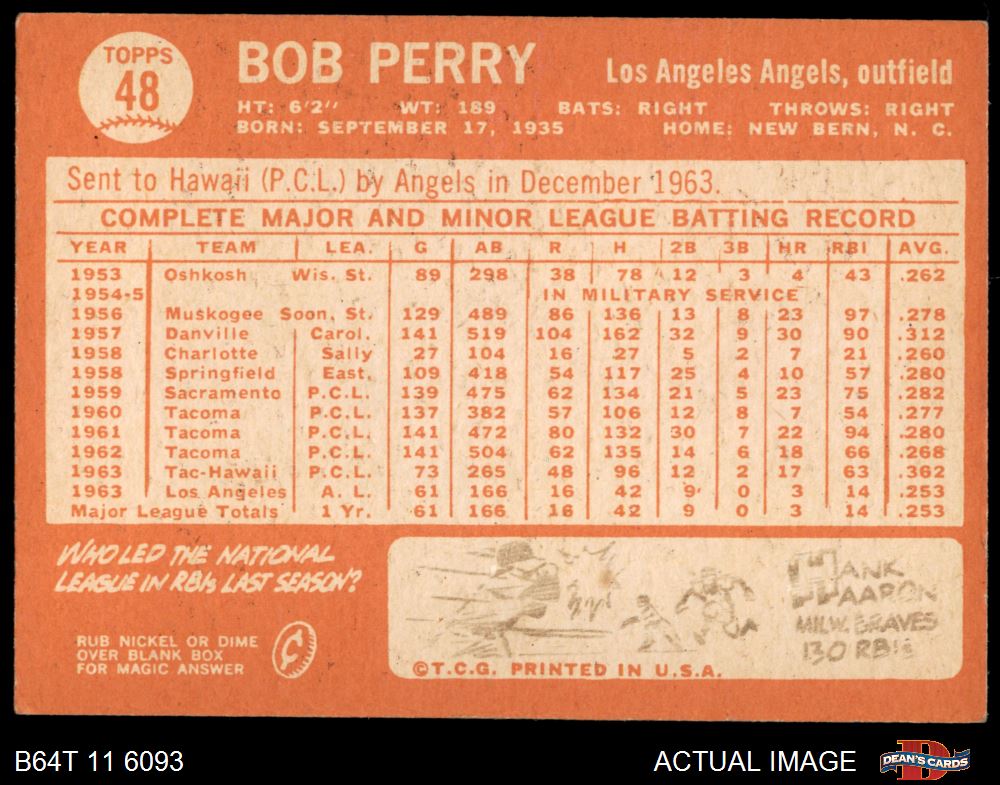 TOPPS
48
BOB PERRY
Los Angeles Angels, outfield
HT: 6'2" WT: 189 BATS: RIGHT THROWS: RIGHT
BORN: SEPTEMBER 17, 1935 HOME: NEW BERN, N. C.
Sent to Hawaii (P.C.L.) by Angels in December 1963.
COMPLETE MAJOR AND MINOR LEAGUE BATTING RECORD
YEAR TEAM LEA. G AB R H 2B 3B HR RBI AVG.
1953 Oshkosh Wis. St. 89 298 38 78 12 3 4 43 .262
1954-5 IN MILITARY SERVICE
1956 Muskogee Soon. St. 129 489 86 136 13 8 23 97 .278
1957 Danville Carol. 141 519 104 162 32 9 30 90 .312
1958 Charlotte Sally 27 104 16 27 5 2 7 21 .260
1958 Springfield East. 109 418 54 117 25 4 10 57 .280
1959 Sacramento P.C.L. 139 475 62 134 21 5 23 75 .282
1960 Tacoma P.C.L. 137 382 57 106 12 8 7 54 .277
1961 Tacoma P.C.L. 141 472 80 132 30 7 22 94 .280
1962 Tacoma P.C.L. 141 504 62 135 14 6 18 66 .268
1963 Tac-Hawaii P.C.L. 73 265 48 96 12 2 17 63 .362
1963 Los Angeles A. L. 61 166 16 42 9 0 3 14 .253
Major League Totals 1 Yr. 61 166 16 42 9 0 3 14 .253
WHO LED THE NATIONAL
LEAGUE IN RBIs LAST SEASON?
RUB NICKEL OR DIME
OVER BLANK BOX
FOR MAGIC ANSWER
HANK
AARON
MILW. BRAVES
130 RBIs
©T.C.G. PRINTED IN U.S.A.
B64T 11 6093
ACTUAL IMAGE
DEAN'S CARDS